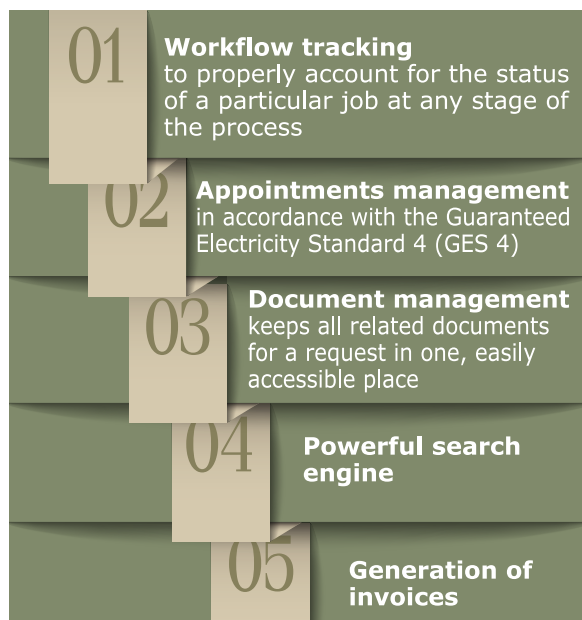 01
Workflow tracking
to properly account for the status
of a particular job at any stage of
the process
02
Appointments management
in accordance with the Guaranteed
Electricity Standard 4 (GES 4)
03
Document management
keeps all related documents
for a request in one, easily
accessible place
04
Powerful search
engine
05
Generation of
invoices